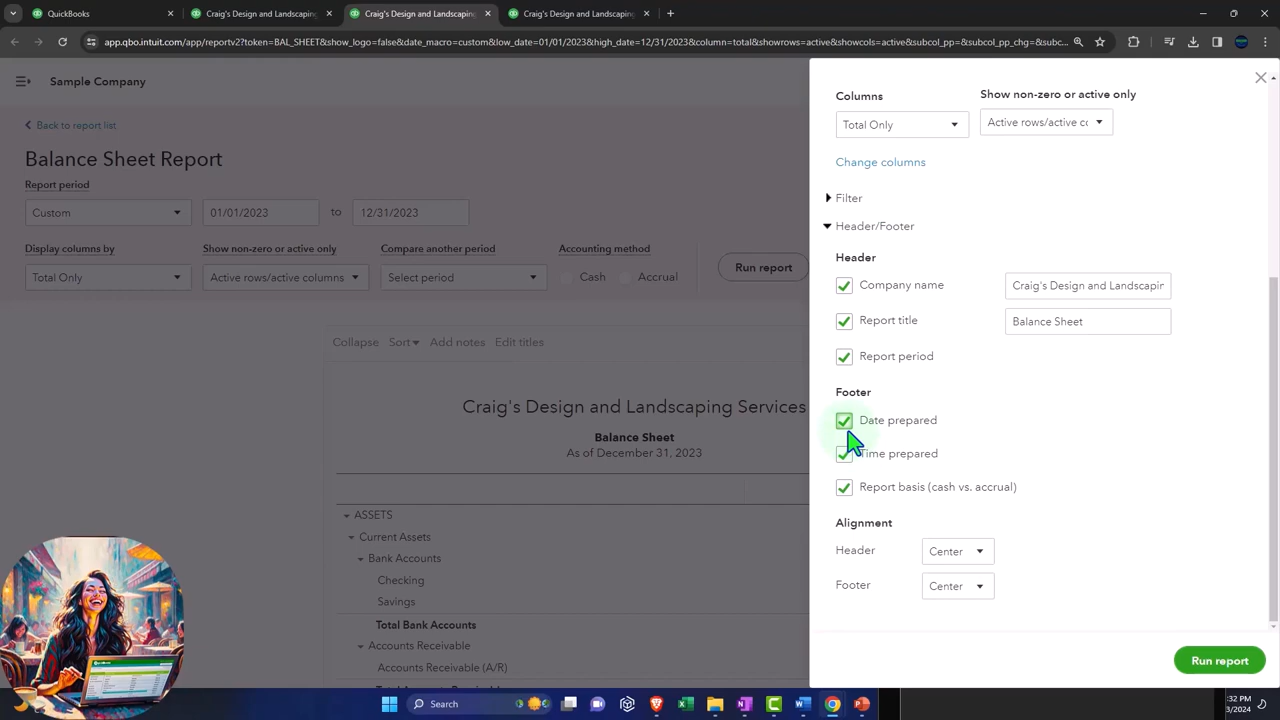 QuickBooks
Craig's Design and Landscaping
Craig's Design and Landscaping
Craig's Design and Landscaping
app.qbo.intuit.com/app/reportv2?token=BAL_SHEET&show_logo=false&date_macro=custom&low_date=01/01/2023&high_date=12/31/2023&column=total&showrows=active&subcol_pp=&subcol_pp_chg=&subc...
Sample Company
Back to report list
Balance Sheet Report
Report period
Custom
01/01/2023
to
12/31/2023
Display columns by
Show non-zero or active only
Compare another period
Accounting method
Total Only
Active rows/active columns
Select period
Cash
Accrual
Run report
Collapse
Sort
Add notes
Edit titles
Craig's Design and Landscaping Services
Balance Sheet
As of December 31, 2023
ASSETS
Current Assets
Bank Accounts
Checking
Savings
Total Bank Accounts
Accounts Receivable
Accounts Receivable (A/R)
Columns
Show non-zero or active only
Total Only
Active rows/active cc
Change columns
Filter
Header/Footer
Header
Company name
Craig's Design and Landscapin
Report title
Balance Sheet
Report period
Footer
Date prepared
Time prepared
Report basis (cash vs. accrual)
Alignment
Header
Center
Footer
Center
Run report
Search
:32 PM
3/2024